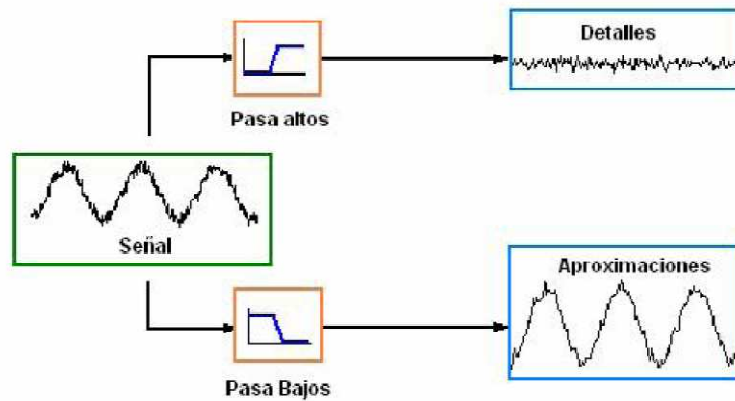 Detalles
Pasa altos
Señal
Aproximaciones
Pasa Bajos